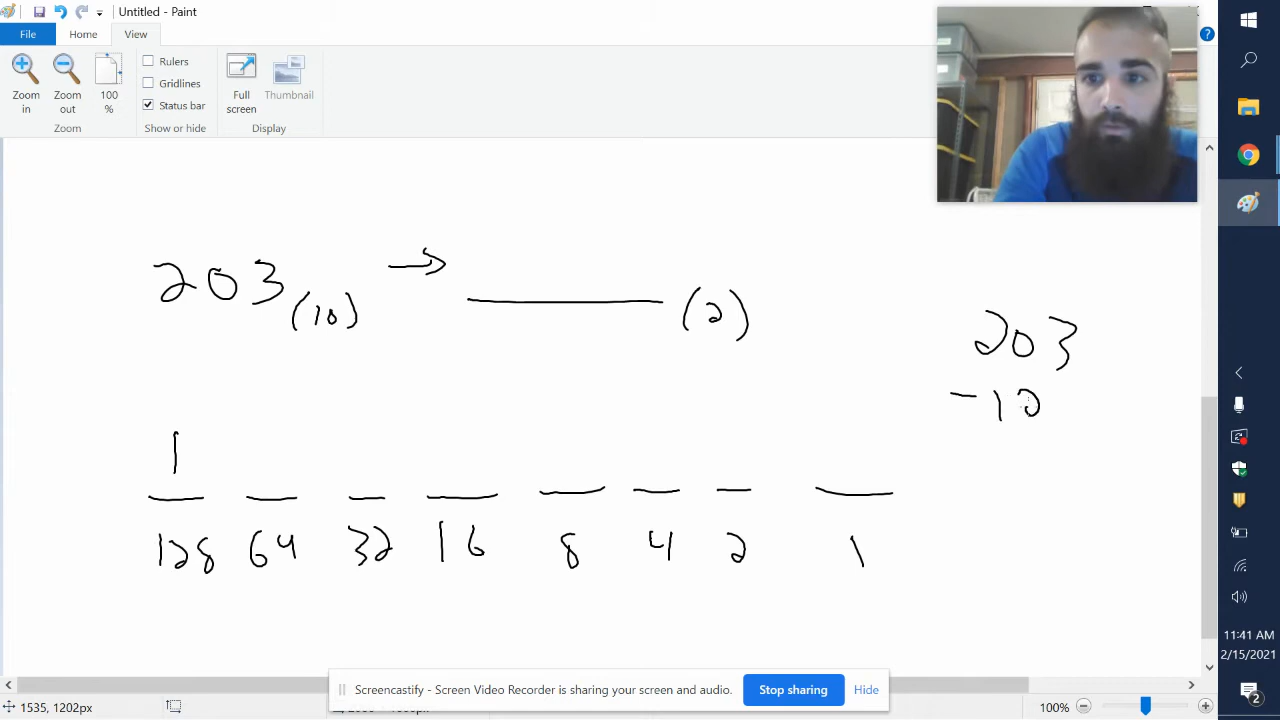 Untitled - Paint
File Home View
Zoom in
Zoom out
100 %
Rulers
Gridlines
Status bar
Full screen
Thumbnail
Zoom
Show or hide
Display
203 (10) → ____ (2)
203
1
128 64 32 16 8 4 2 1
Screencastify - Screen Video Recorder is sharing your screen and audio.
Stop sharing
Hide
1535, 1202px
100%
11:41 AM
2/15/2021
2